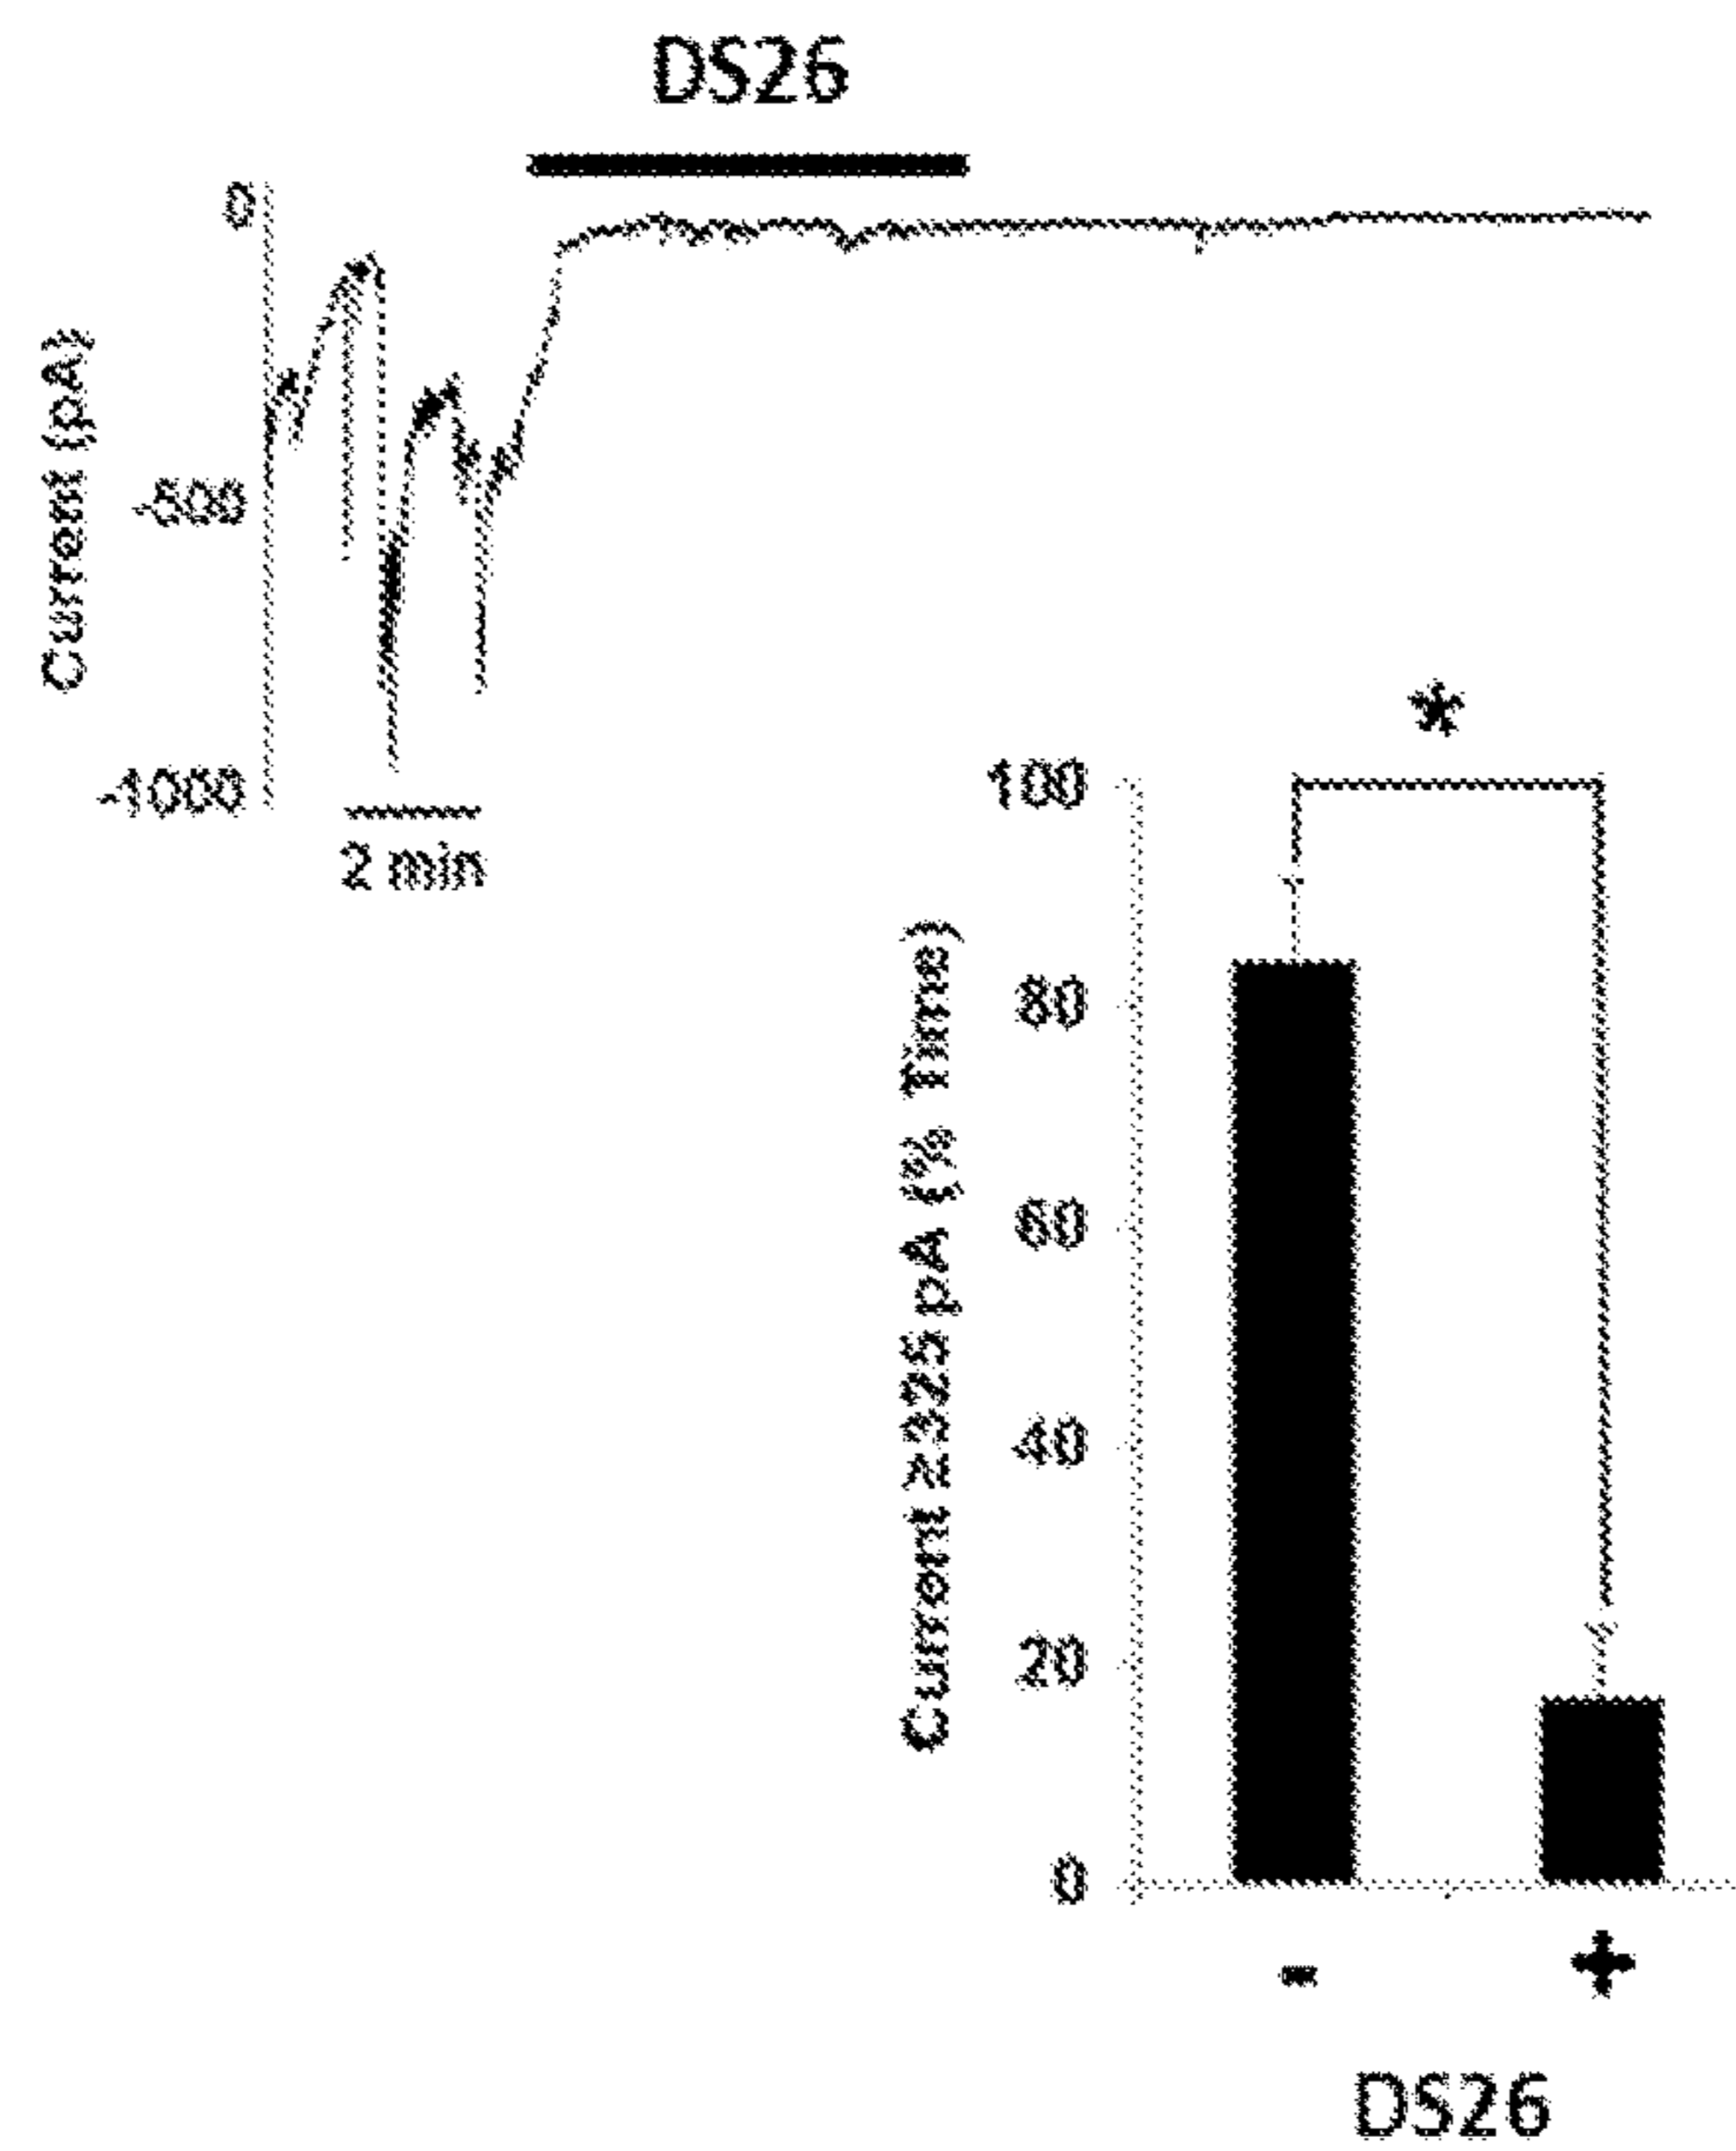 DS26
0
Current (pA)
-500
-1000
2 min
*
100
80
60
40
20
0
Current ≥325 pA (% Time)
- +
DS26